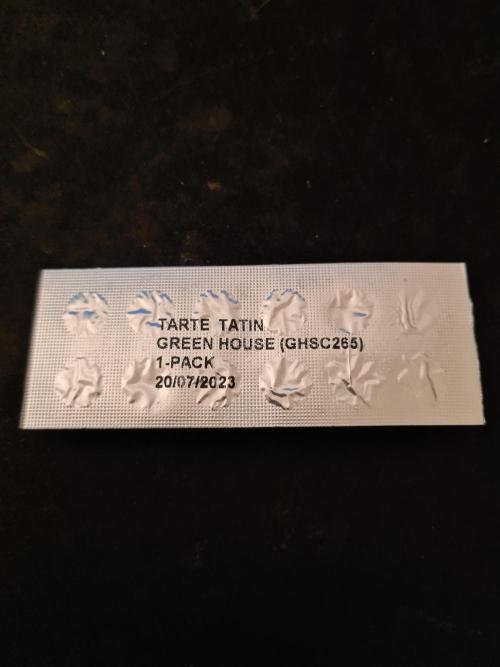 TARTE TATIN
GREEN HOUSE (GHSC265)
1-PACK
20/07/2023